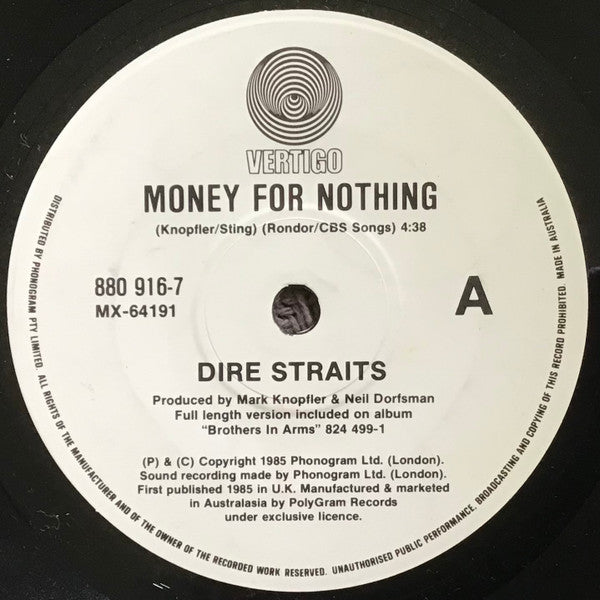 VERTIGO
MONEY FOR NOTHING
(Knopfler/Sting) (Rondor/CBS Songs) 4:38
880 916-7
MX-64191
A
DIRE STRAITS
Produced by Mark Knopfler & Neil Dorfsman
Full length version included on album
"Brothers In Arms" 824 499-1
(P) & (C) Copyright 1985 Phonogram Ltd. (London).
Sound recording made by Phonogram Ltd. (London).
First published 1985 in U.K. Manufactured & marketed
in Australasia by PolyGram Records
under exclusive licence.
DISTRIBUTED BY PHONOGRAM PTY LIMITED. ALL RIGHTS OF THE MANUFACTURER AND OF THE OWNER OF THE RECORDED WORK RESERVED. UNAUTHORISED PUBLIC PERFORMANCE, BROADCASTING AND COPYING OF THIS RECORD PROHIBITED. MADE IN AUSTRALIA